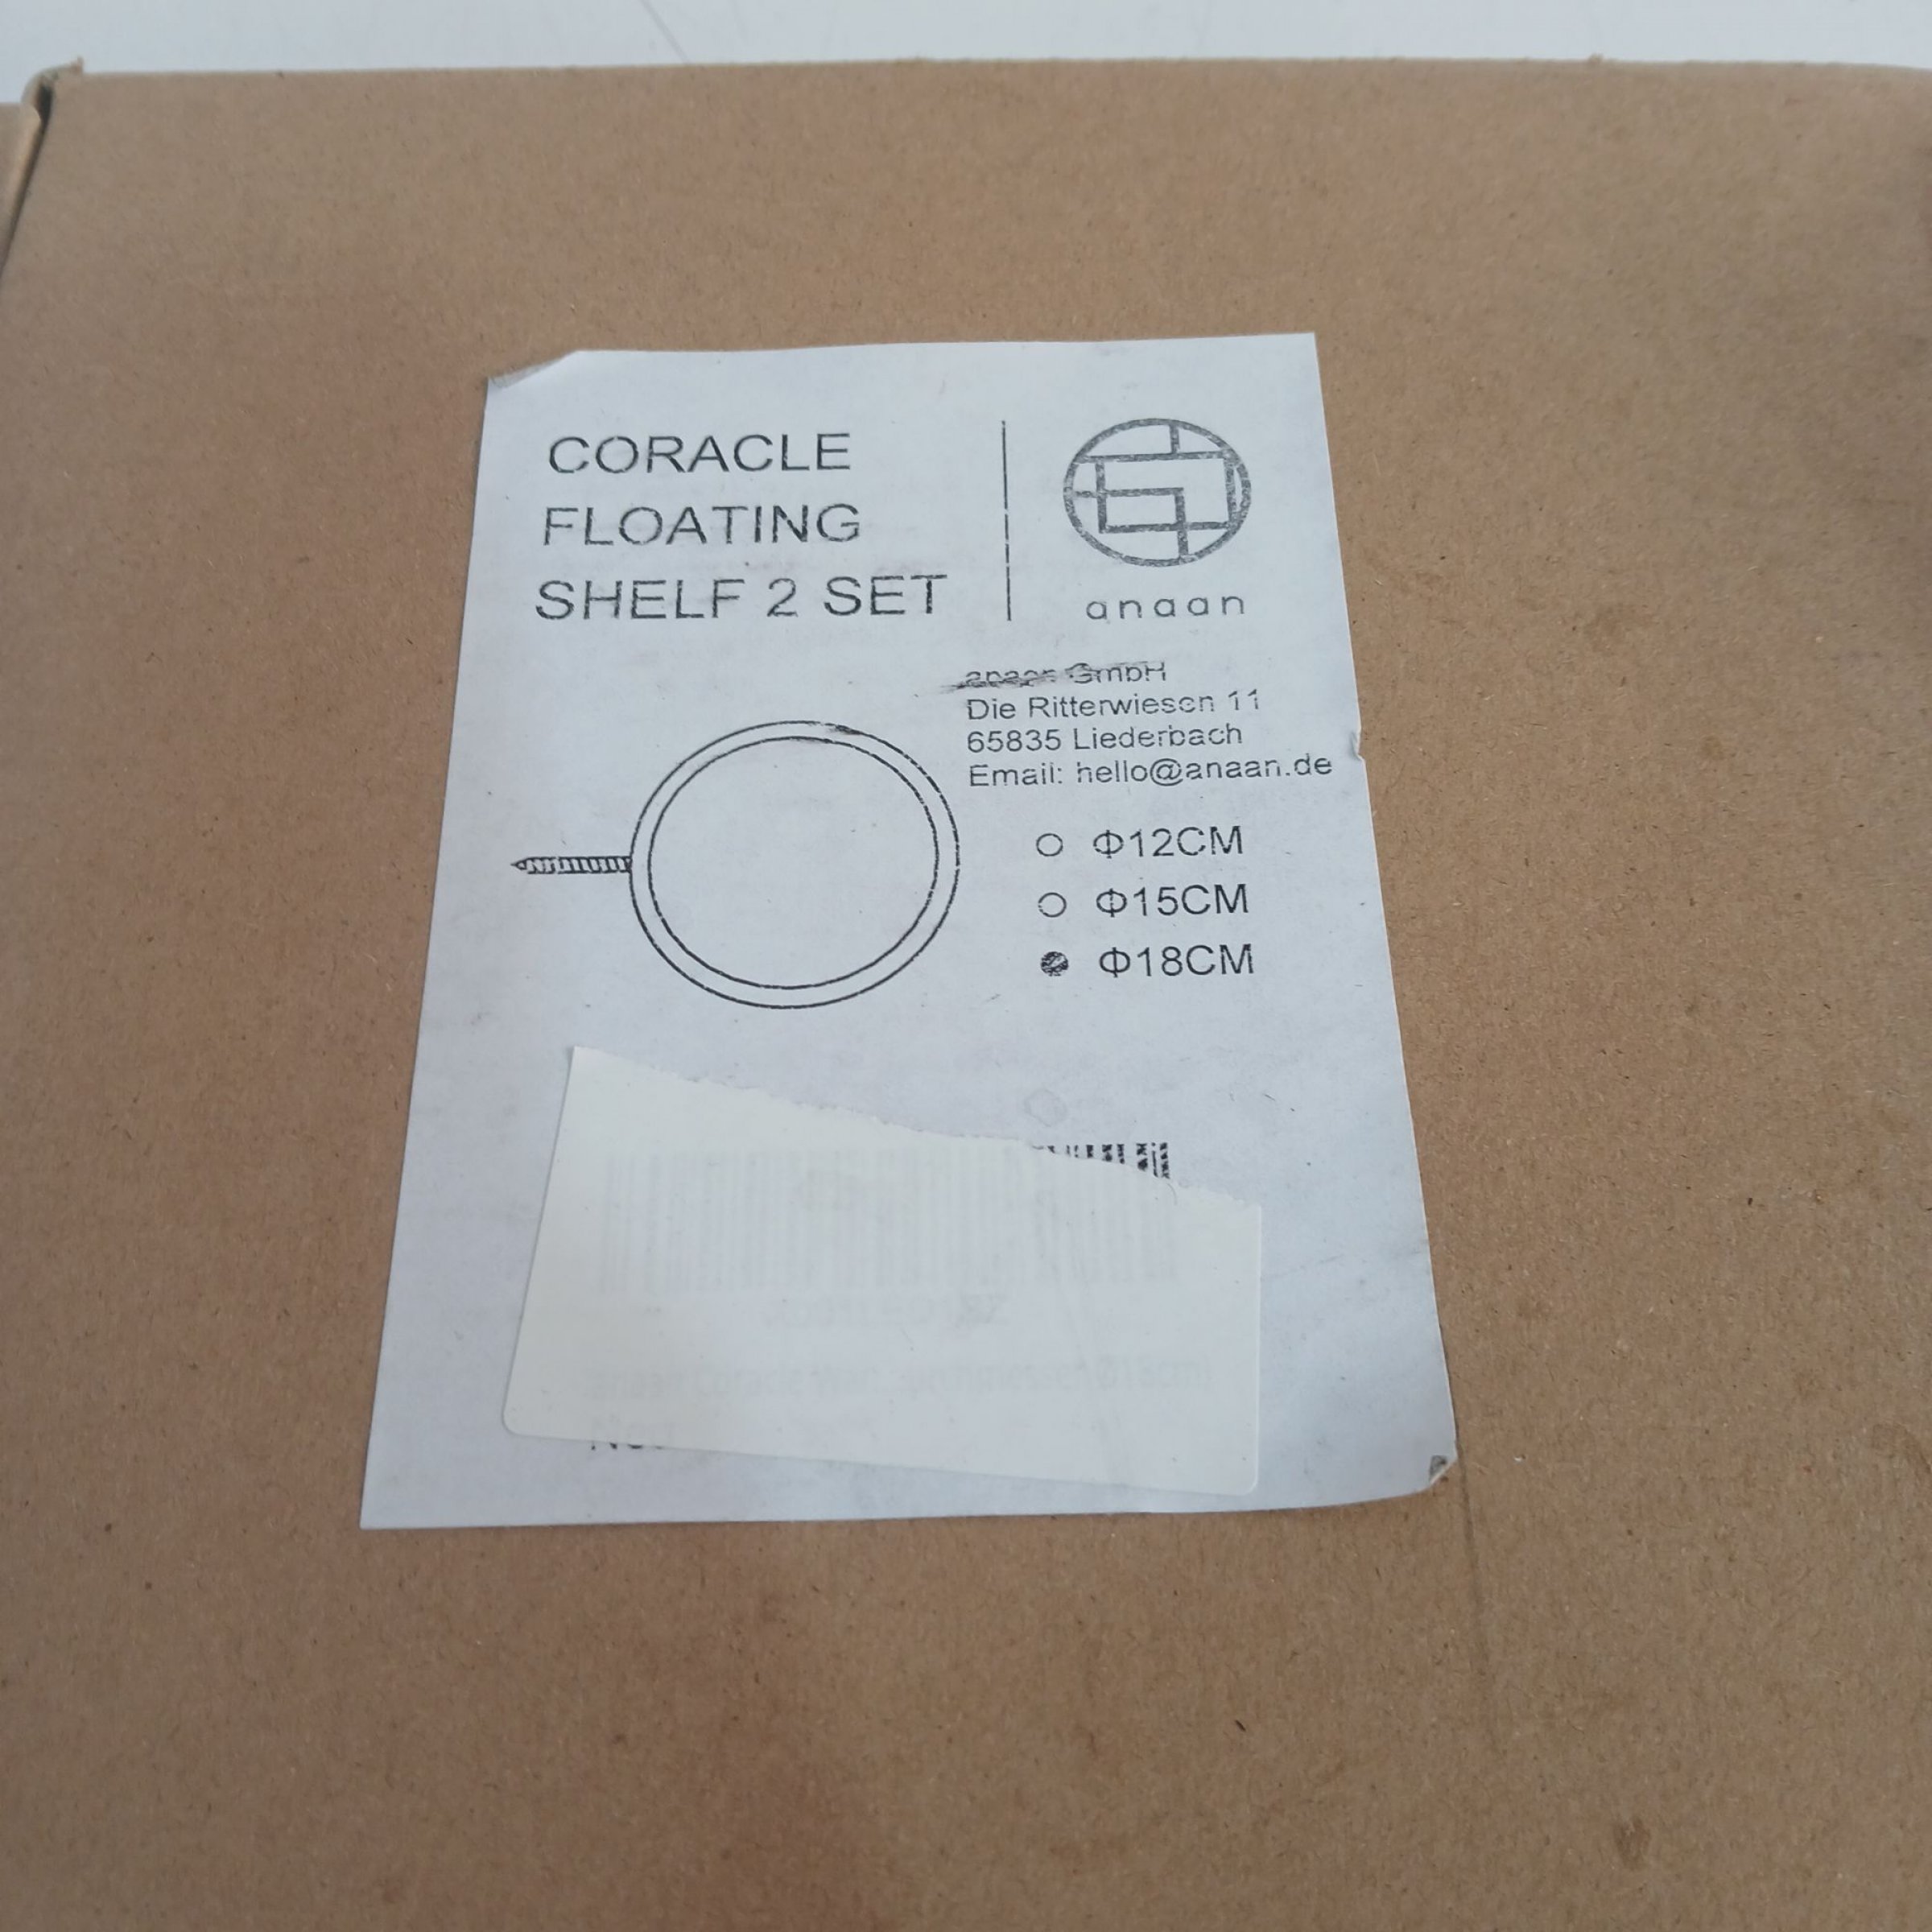 CORACLE
FLOATING
SHELF 2 SET
anaan
anaan GmbH
Die Ritterwiesen 11
65835 Liederbach
Email: hello@anaan.de
Φ12CM
Φ15CM
Φ18CM